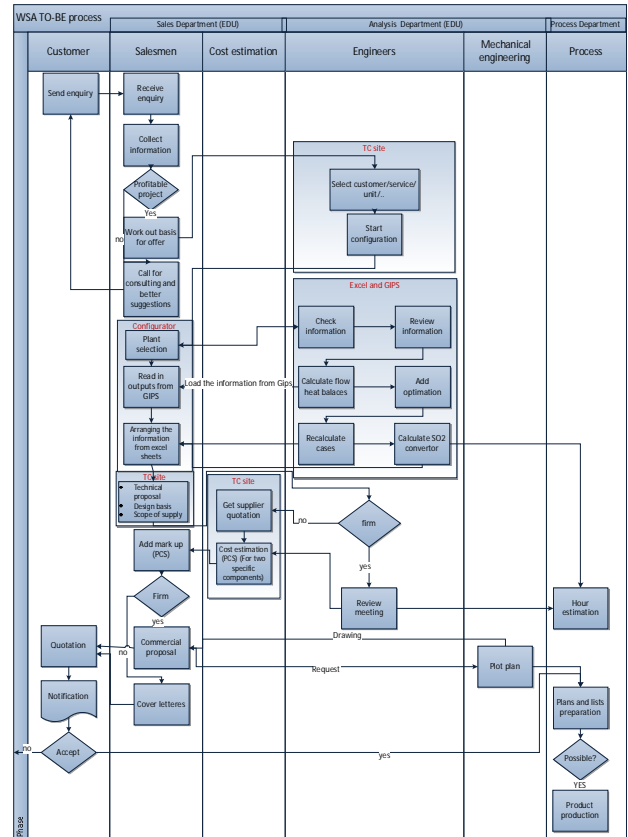 WSA TO-BE process
Sales Department (EDU)
Analysis Department (EDU)
Process Department
Customer
Salesmen
Cost estimation
Engineers
Mechanical
engineering
Process
Send enquiry
Receive
enquiry
Collect
information
Profitable
project
Yes
no
Work out basis
for offer
Call for
consulting and
better
suggestions
TC site
Select customer/service/
unit/..
Start
configuration
Excel and GIPS
Check
information
Review
information
Calculate flow
heat balaces
Add
optimation
Recalculate
cases
Calculate SO2
convertor
Configurator
Plant
selection
Read in
outputs from
GIPS
Load the information from Gips
Arranging the
information
from excel
sheets
TC site
Technical
proposal
Design basis
Scope of supply
TC site
Get supplier
quotation
Cost estimation
(PCS) (For two
specific
components)
no
firm
yes
Add mark up
(PCS)
Firm
yes
no
Review
meeting
Hour
estimation
Quotation
Commercial
proposal
Drawing
Request
Plot plan
Notification
Cover letteres
Plans and lists
preparation
no
Accept
yes
Possible?
YES
Product
production
Phase